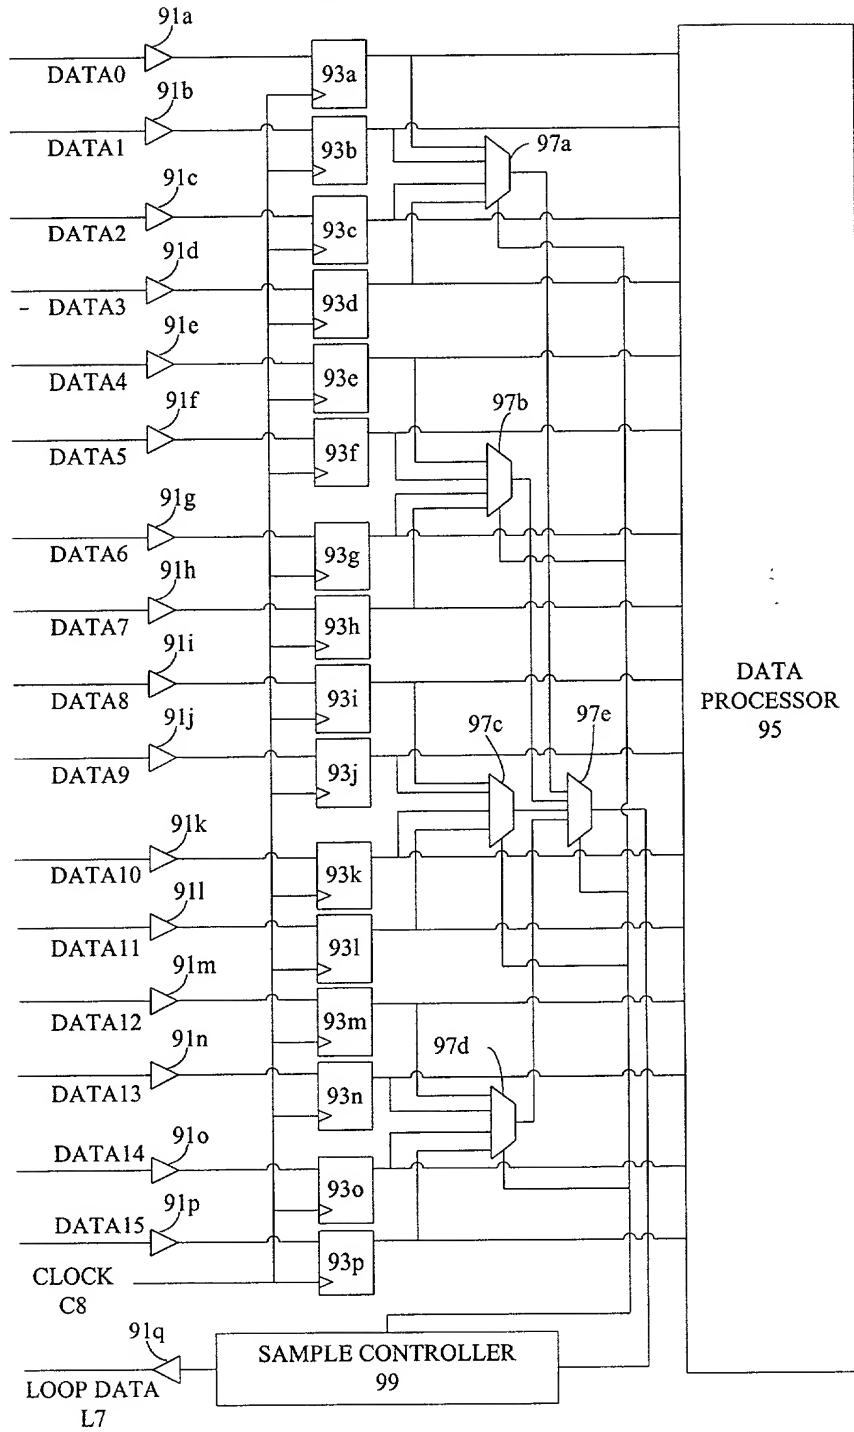 91a
DATA0
93a
91b
DATA1
93b
97a
91c
DATA2
93c
91d
DATA3
93d
91e
DATA4
93e
91f
97b
DATA5
93f
91g
DATA6
93g
91h
DATA7
93h
91i
DATA8
93i
DATA
PROCESSOR
95
91j
97c
97e
DATA9
93j
91k
DATA10
93k
91l
DATA11
93l
91m
DATA12
93m
91n
97d
DATA13
93n
91o
DATA14
93o
91p
DATA15
93p
CLOCK
C8
91q
SAMPLE CONTROLLER
99
LOOP DATA
L7